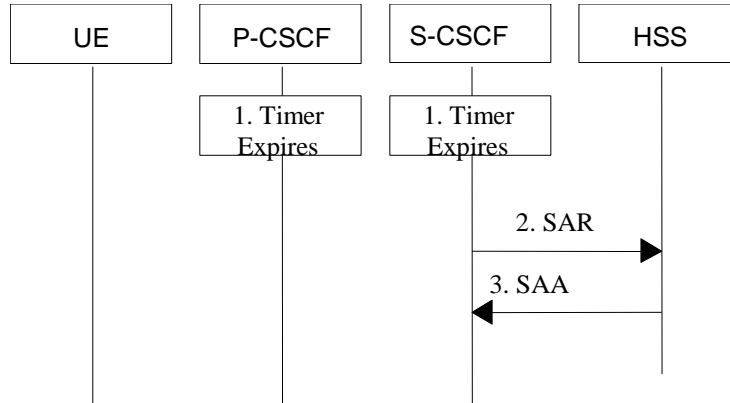 UE
P-CSCF
S-CSCF
HSS
1. Timer
Expires
1. Timer
Expires
2. SAR
3. SAA